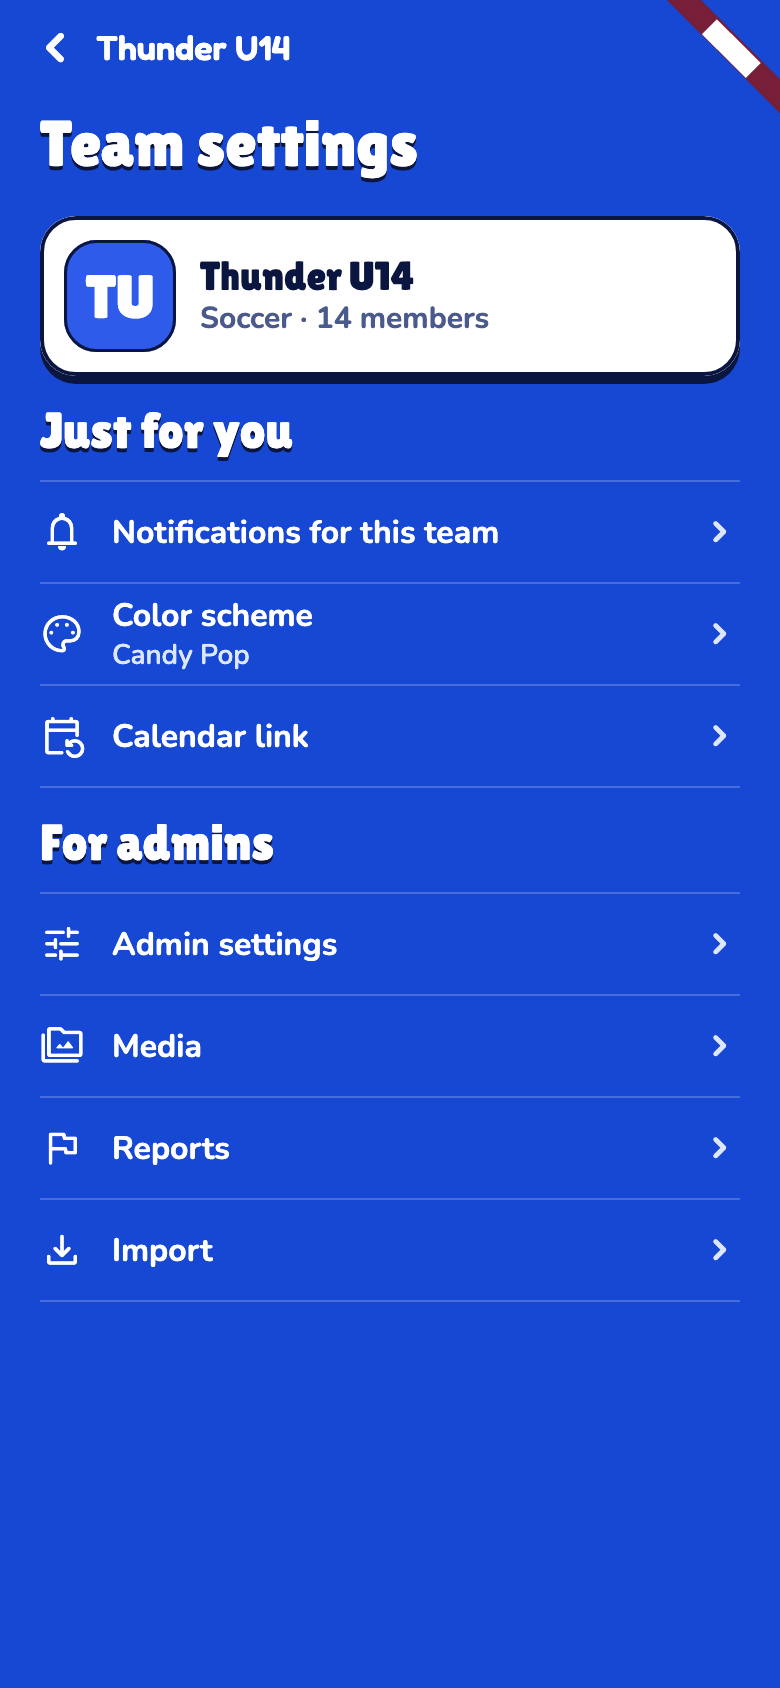 Thunder U14
Team settings
TU
Thunder U14
Soccer · 14 members
Just for you
Notifications for this team
Color scheme
Candy Pop
Calendar link
For admins
Admin settings
Media
Reports
Import